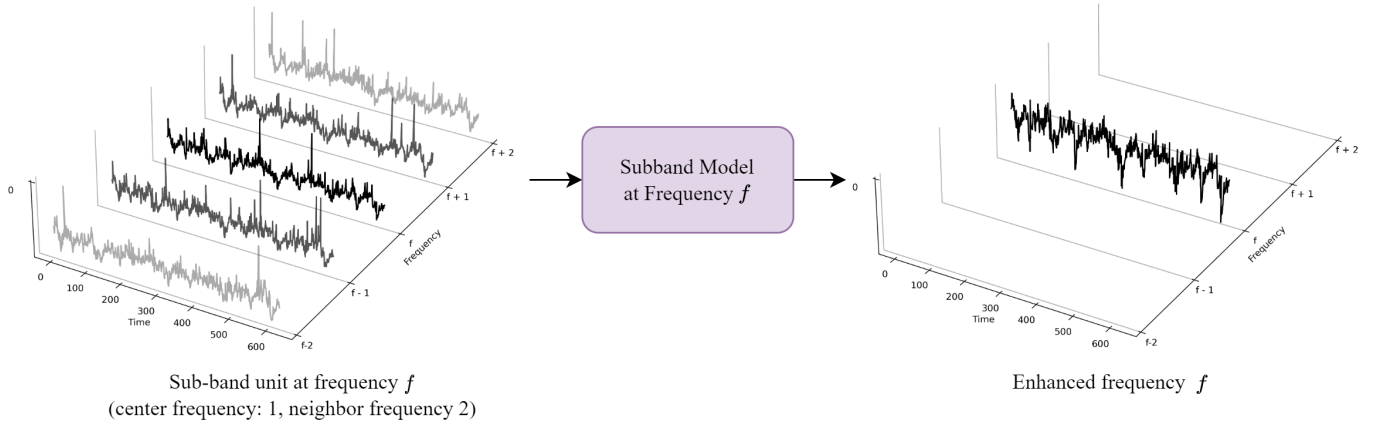 0
0
100
200
300
400
500
600
Time
f-2
f - 1
f
f + 1
f + 2
Frequency
Sub-band unit at frequency f
(center frequency: 1, neighbor frequency 2)
Subband Model
at Frequency f
0
0
100
200
300
400
500
600
Time
f-2
f - 1
f
f + 1
f + 2
Frequency
Enhanced frequency f